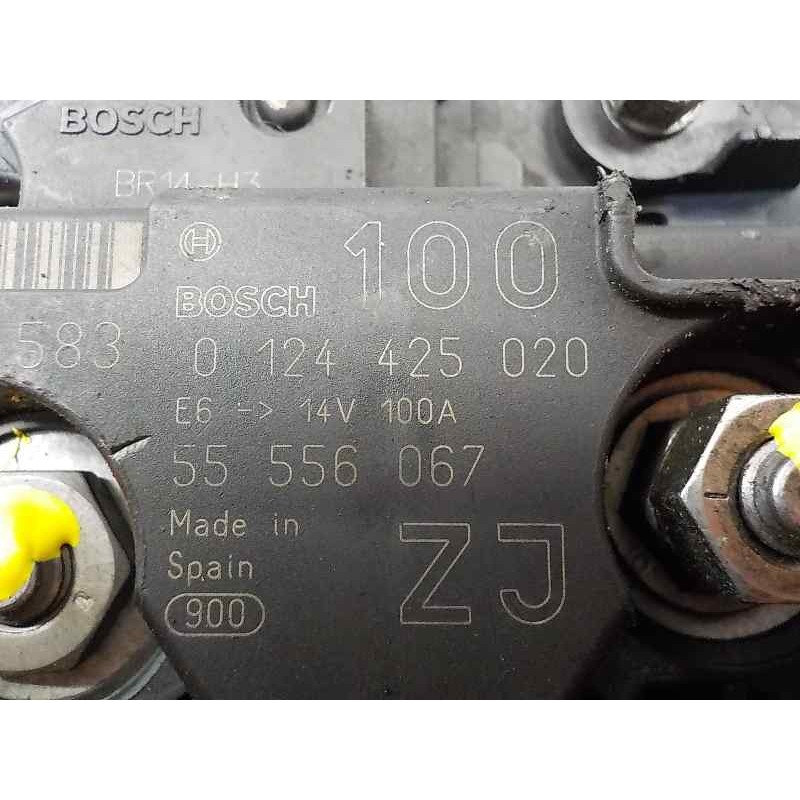 BOSCH
BR14-H3
100
BOSCH
583
0 124 425 020
E6 -> 14V 100A
55 556 067
Made in
Spain
ZJ
900